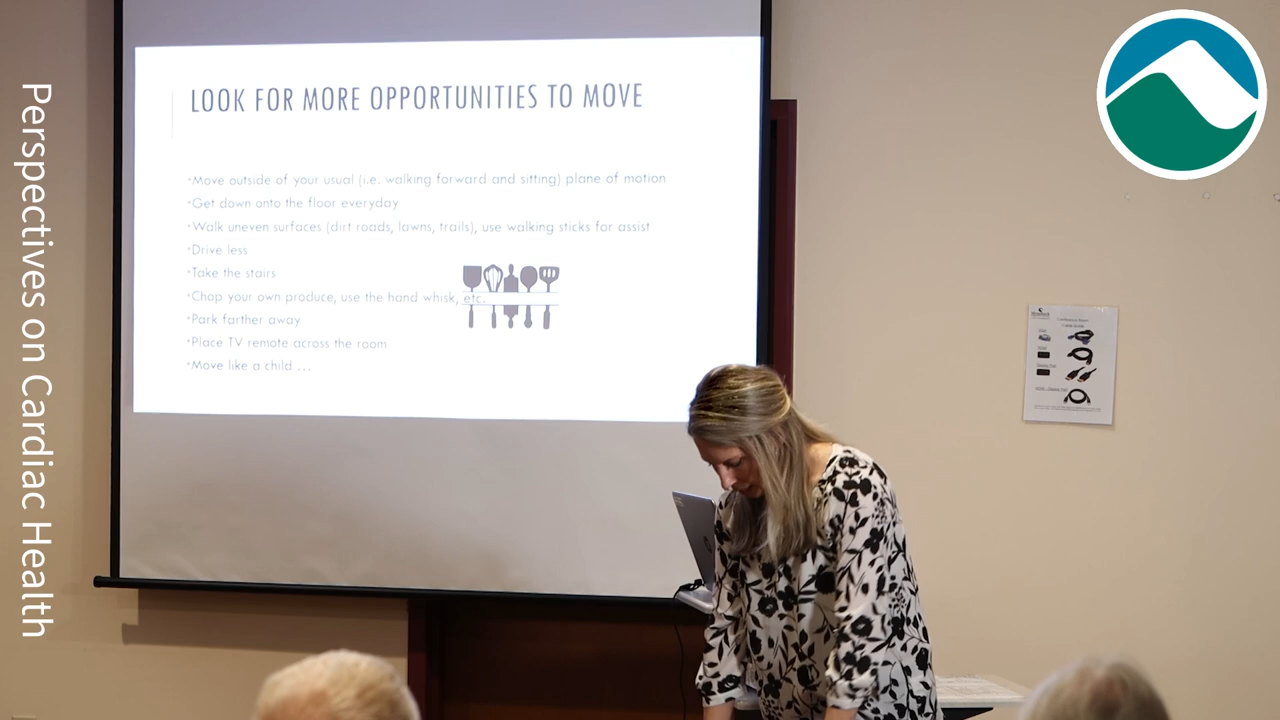 Perspectives on Cardiac Health
LOOK FOR MORE OPPORTUNITIES TO MOVE
•Move outside of your usual (i.e. walking forward and sitting) plane of motion
•Get down onto the floor everyday
•Walk uneven surfaces (dirt roads, lawns, trails), use walking sticks for assist
•Drive less
•Take the stairs
•Chop your own produce, use the hand whisk, etc.
•Park farther away
•Place TV remote across the room
•Move like a child …